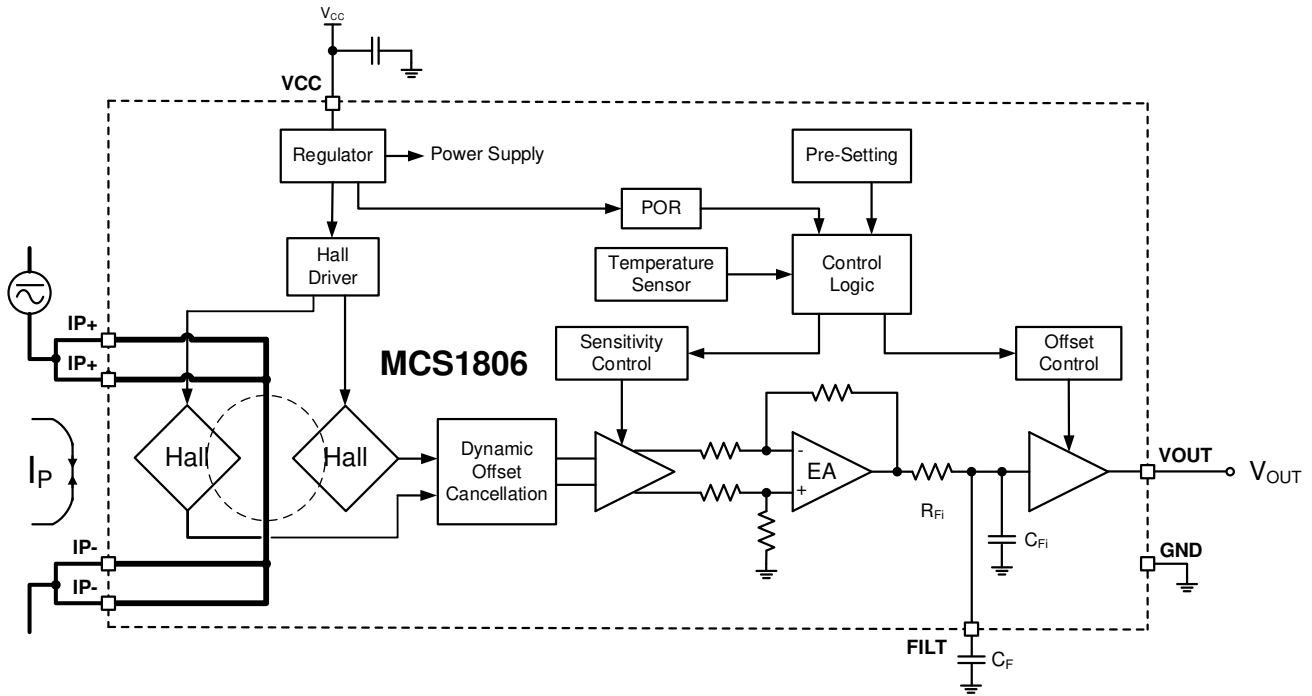 VCC
VCC
Regulator
Power Supply
Pre-Setting
POR
Hall
Driver
Temperature
Sensor
Control
Logic
IP+
IP+
MCS1806
Sensitivity
Control
Offset
Control
Hall
Hall
Dynamic
Offset
Cancellation
-
EA
+
RFi
CFi
VOUT
VOUT
IP
IP-
IP-
GND
FILT
CF